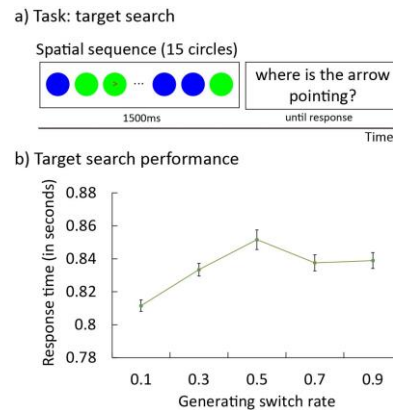 a) Task: target search
Spatial sequence (15 circles)
> ...
where is the arrow
pointing?
1500ms
until response
Time
b) Target search performance
Response time (in seconds)
0.88
0.86
0.84
0.82
0.8
0.78
0.1 0.3 0.5 0.7 0.9
Generating switch rate